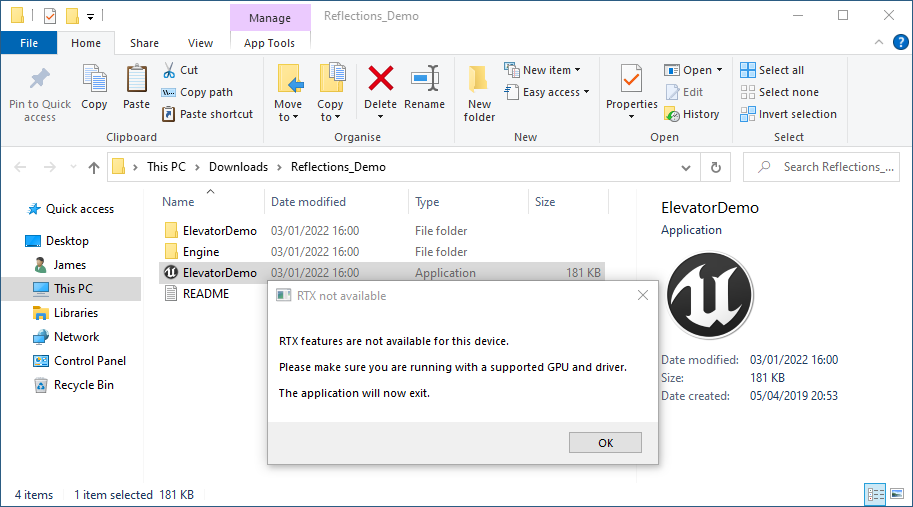 Manage
Reflections_Demo
File
Home
Share
View
App Tools
Pin to Quick
access
Copy
Paste
Cut
Copy path
Paste shortcut
Clipboard
Move
to
Copy
to
Delete
Rename
Organise
New
folder
New item
Easy access
New
Properties
Open
Edit
History
Open
Select all
Select none
Invert selection
Select
This PC
Downloads
Reflections_Demo
Search Reflections_...
Quick access
Desktop
James
This PC
Libraries
Network
Control Panel
Recycle Bin
Name Date modified Type Size
ElevatorDemo 03/01/2022 16:00 File folder
Engine 03/01/2022 16:00 File folder
ElevatorDemo 03/01/2022 16:00 Application 181 KB
README
RTX not available
RTX features are not available for this device.
Please make sure you are running with a supported GPU and driver.
The application will now exit.
OK
ElevatorDemo
Application
Date modified: 03/01/2022 16:00
Size: 181 KB
Date created: 05/04/2019 20:53
4 items 1 item selected 181 KB